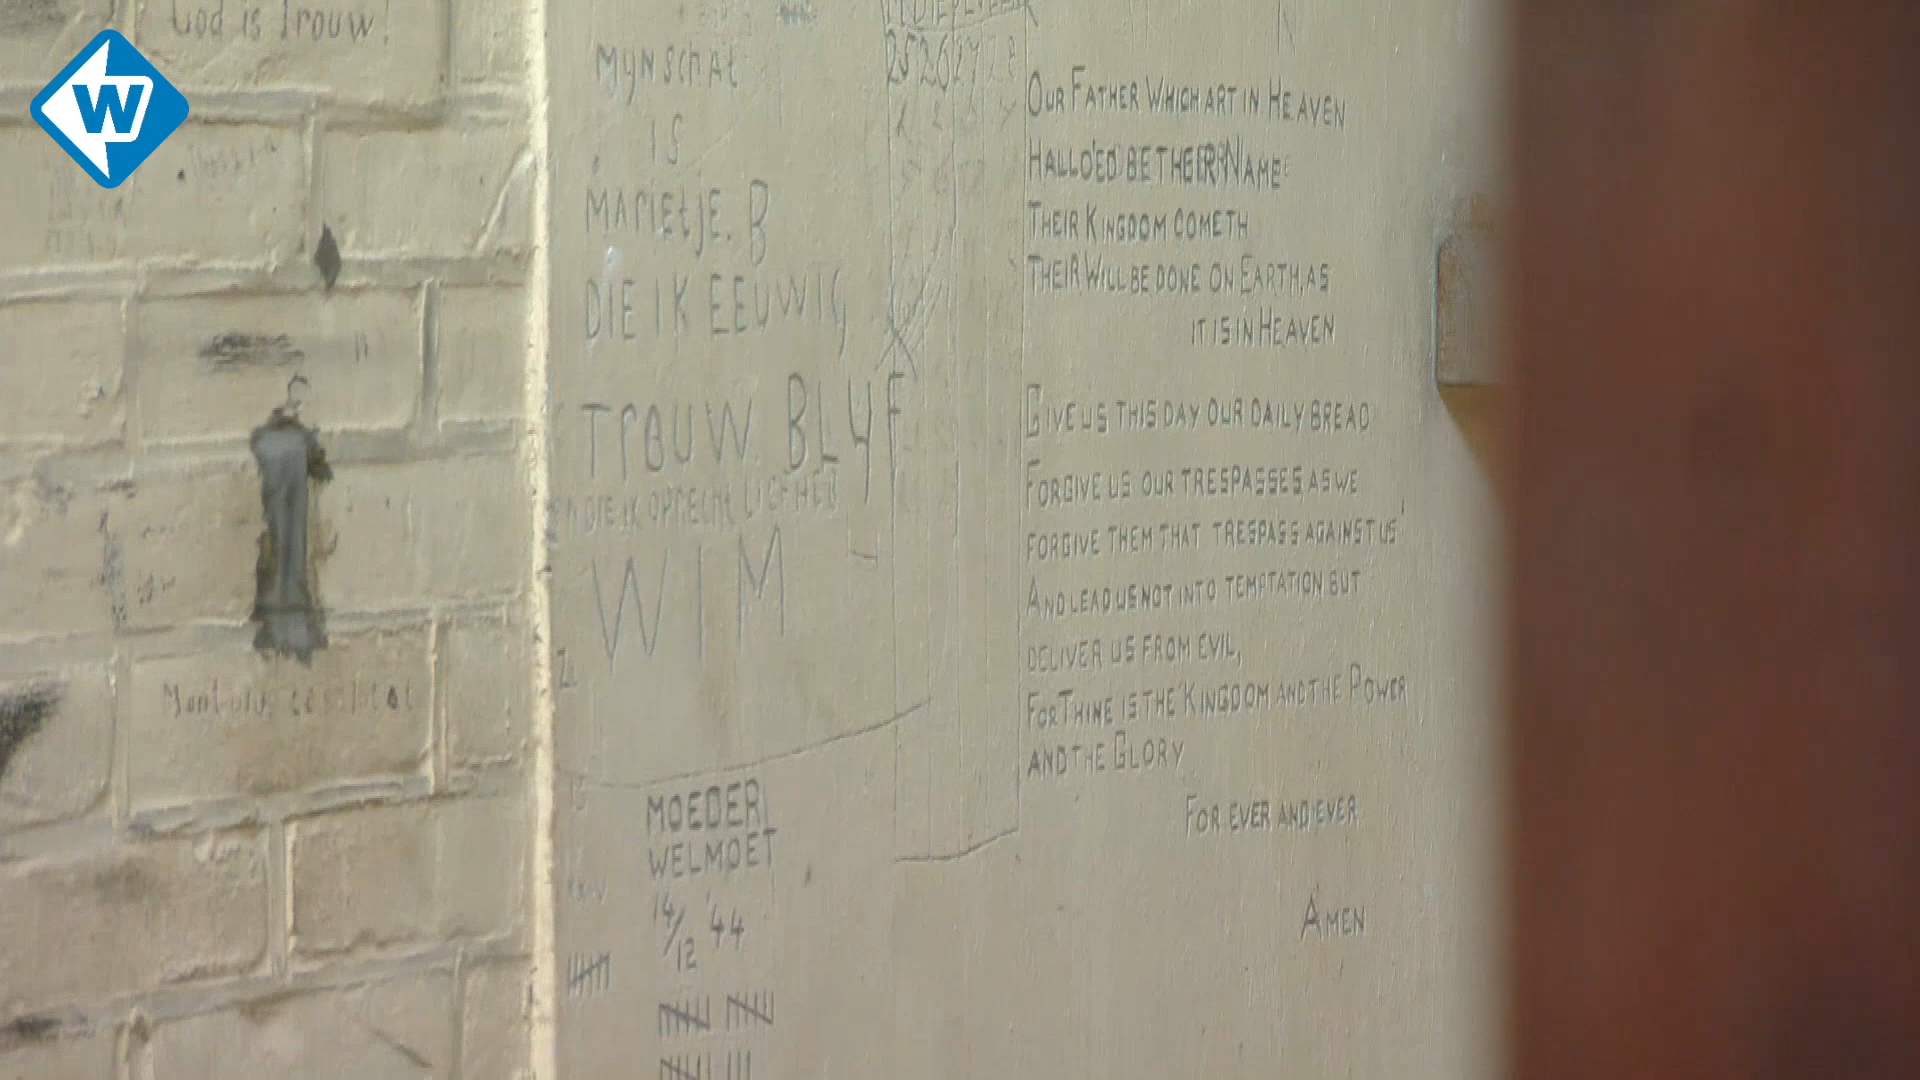 God is Trouw!
W
MYN SCHAt
IS
MARIETJE. B
DIE IK EEUWIG,
TROUW BLYF
DIE IK OPRECHT LIEFHEB
WIM
MOEDER
WELMOET
14/12 '44
25 26 27 28
OUR FATHER WHICH ART IN HEAVEN
HALLO'ED BE THEIR NAME
THEIR KINGDOM COMETH
THEIR WILL BE DONE ON EARTH, AS
IT IS IN HEAVEN
GIVE US THIS DAY OUR DAILY BREAD
FORGIVE US OUR TRESPASSES AS WE
FORGIVE THEM THAT TRESPASS AGAINST US'
AND LEAD US NOT INTO TEMPTATION BUT
DELIVER US FROM EVIL,
FOR THINE IS THE KINGDOM AND THE POWER
AND THE GLORY
FOR EVER AND EVER
AMEN